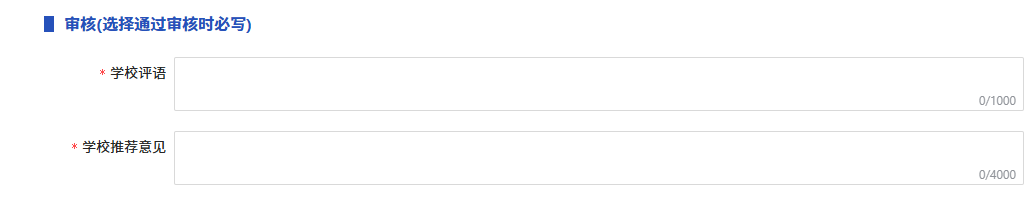 审核(选择通过审核时必写)
* 学校评语
0/1000
* 学校推荐意见
0/4000